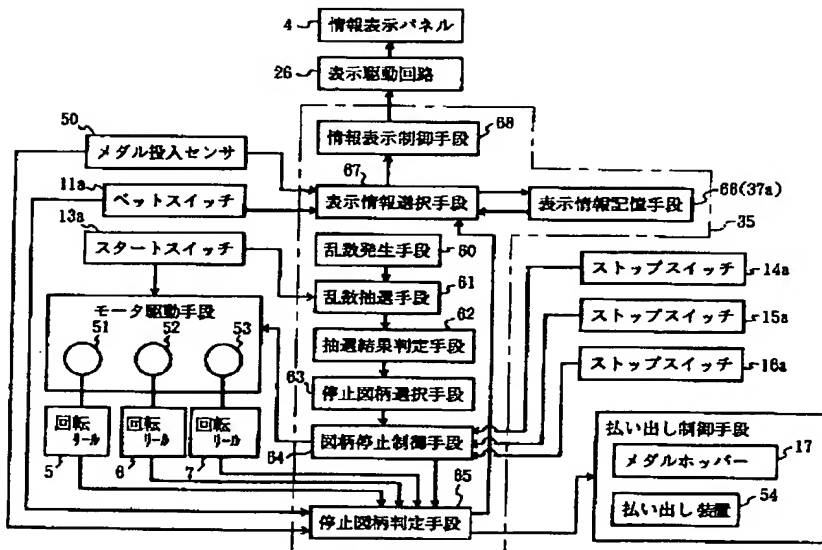 4
情報表示パネル
26
表示駆動回路
50
68
メダル投入センサ
情報表示制御手段
11a
67
ベットスイッチ
表示情報選択手段
表示情報記憶手段
66(37a)
35
13a
スタートスイッチ
乱数発生手段
60
ストップスイッチ
14a
61
乱数抽選手段
モータ駆動手段
51
52
53
62
ストップスイッチ
15a
抽選結果判定手段
63
停止図柄選択手段
ストップスイッチ
16a
回転
リール
回転
リール
回転
リール
図柄停止制御手段
払い出し制御手段
5
6
7
64
メダルホッパー
17
65
停止図柄判定手段
払い出し装置
54